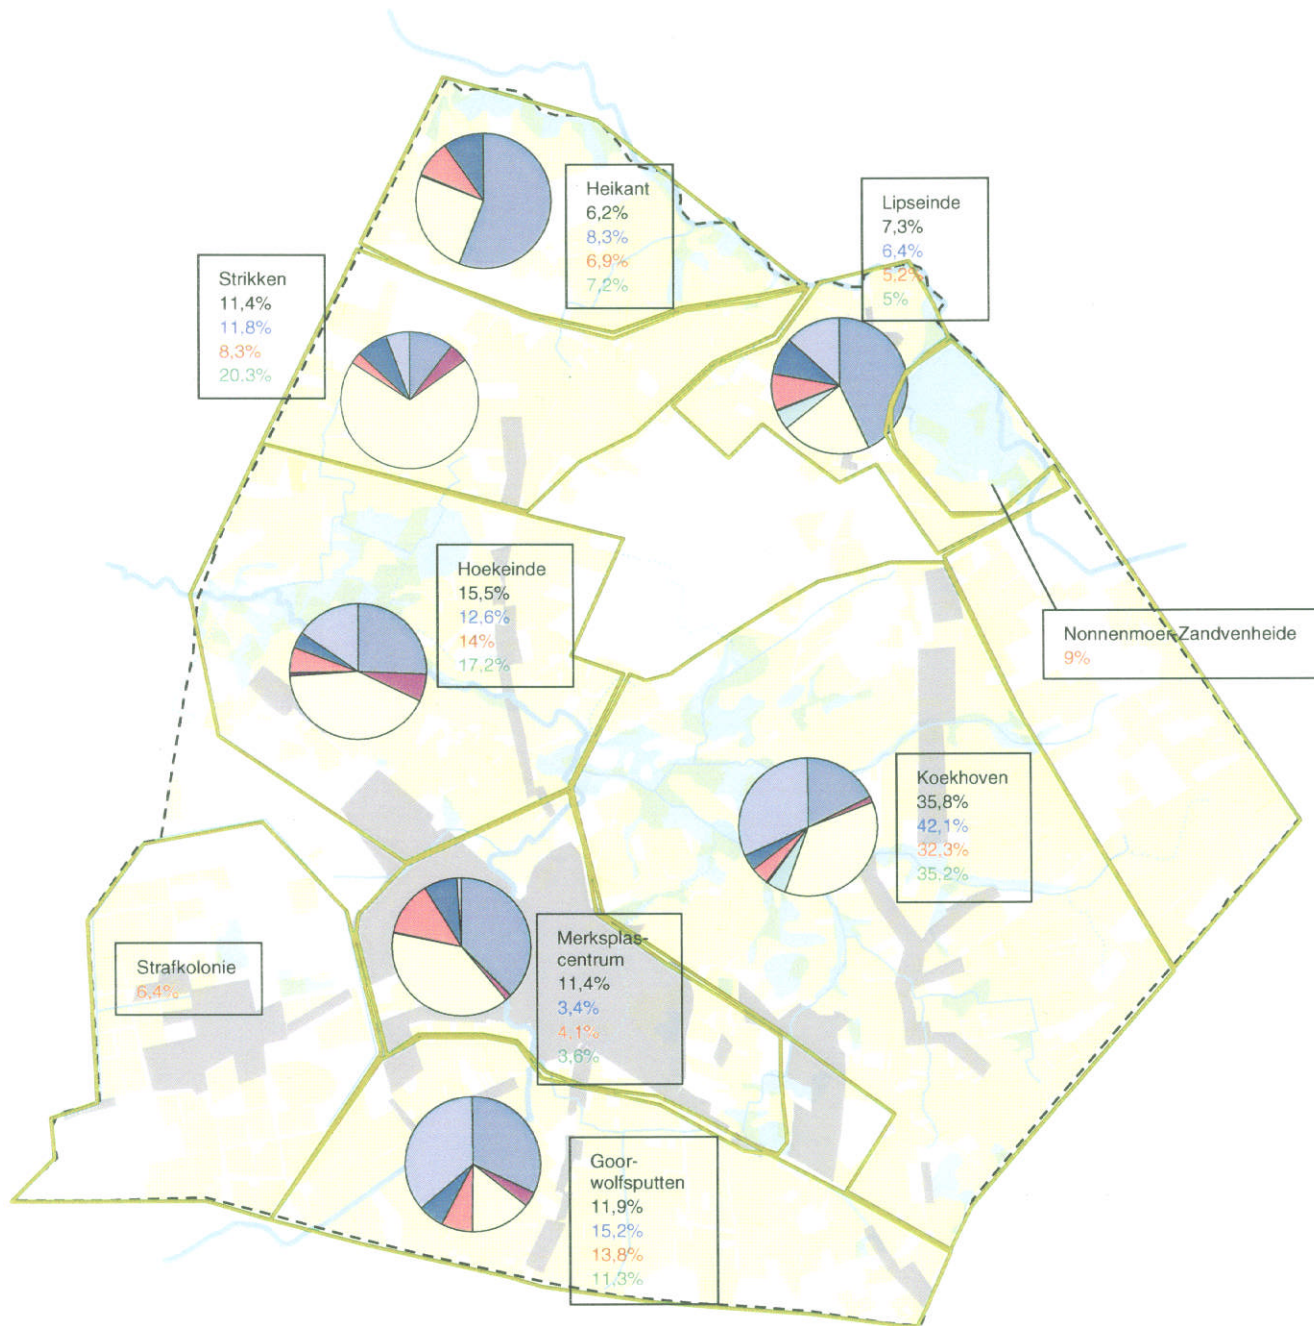 Heikant
6,2%
8,3%
6,9%
7,2%
Lipseinde
7,3%
6,4%
5,2%
5%
Strikken
11,4%
11,8%
8,3%
20,3%
Hoekeinde
15,5%
12,6%
14%
17,2%
Nonnenmoer-Zandvenheide
9%
Koekhoven
35,8%
42,1%
32,3%
35,2%
Merksplas-
centrum
11,4%
3,4%
4,1%
3,6%
Strafkolonie
6,4%
Goor-
wolfsputten
11,9%
15,2%
13,8%
11,3%